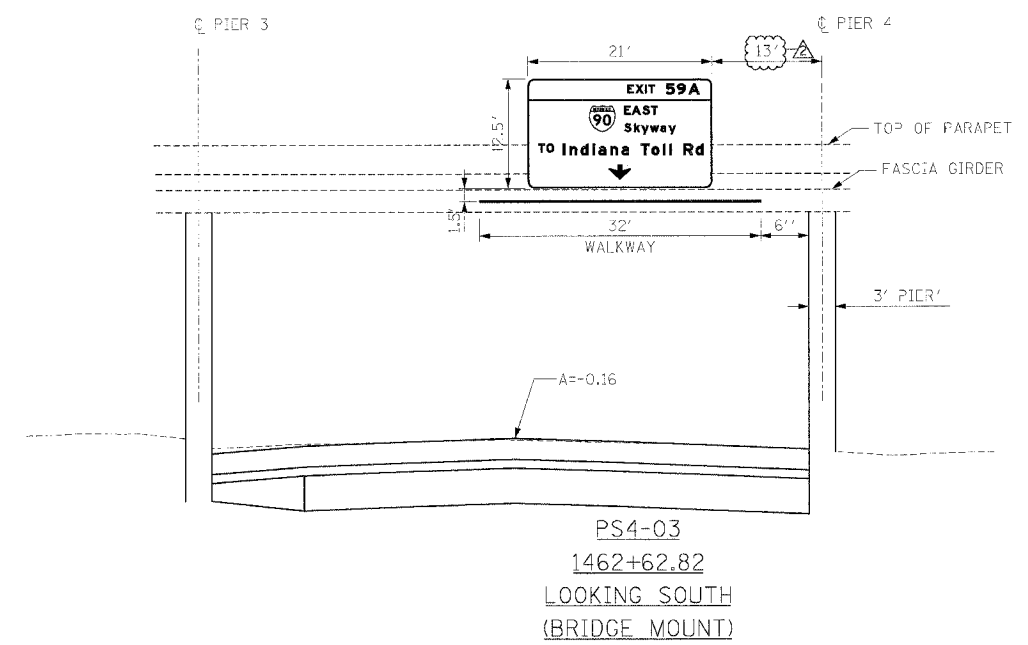 ℄ PIER 3
℄ PIER 4
21'
13'
2
12.5'
EXIT 59A
90
EAST
Skyway
TO Indiana Toll Rd
TOP OF PARAPET
FASCIA GIRDER
1.5'
32'
6''
WALKWAY
3' PIER'
A=-0.16
PS4-03
1462+62.82
LOOKING SOUTH
(BRIDGE MOUNT)